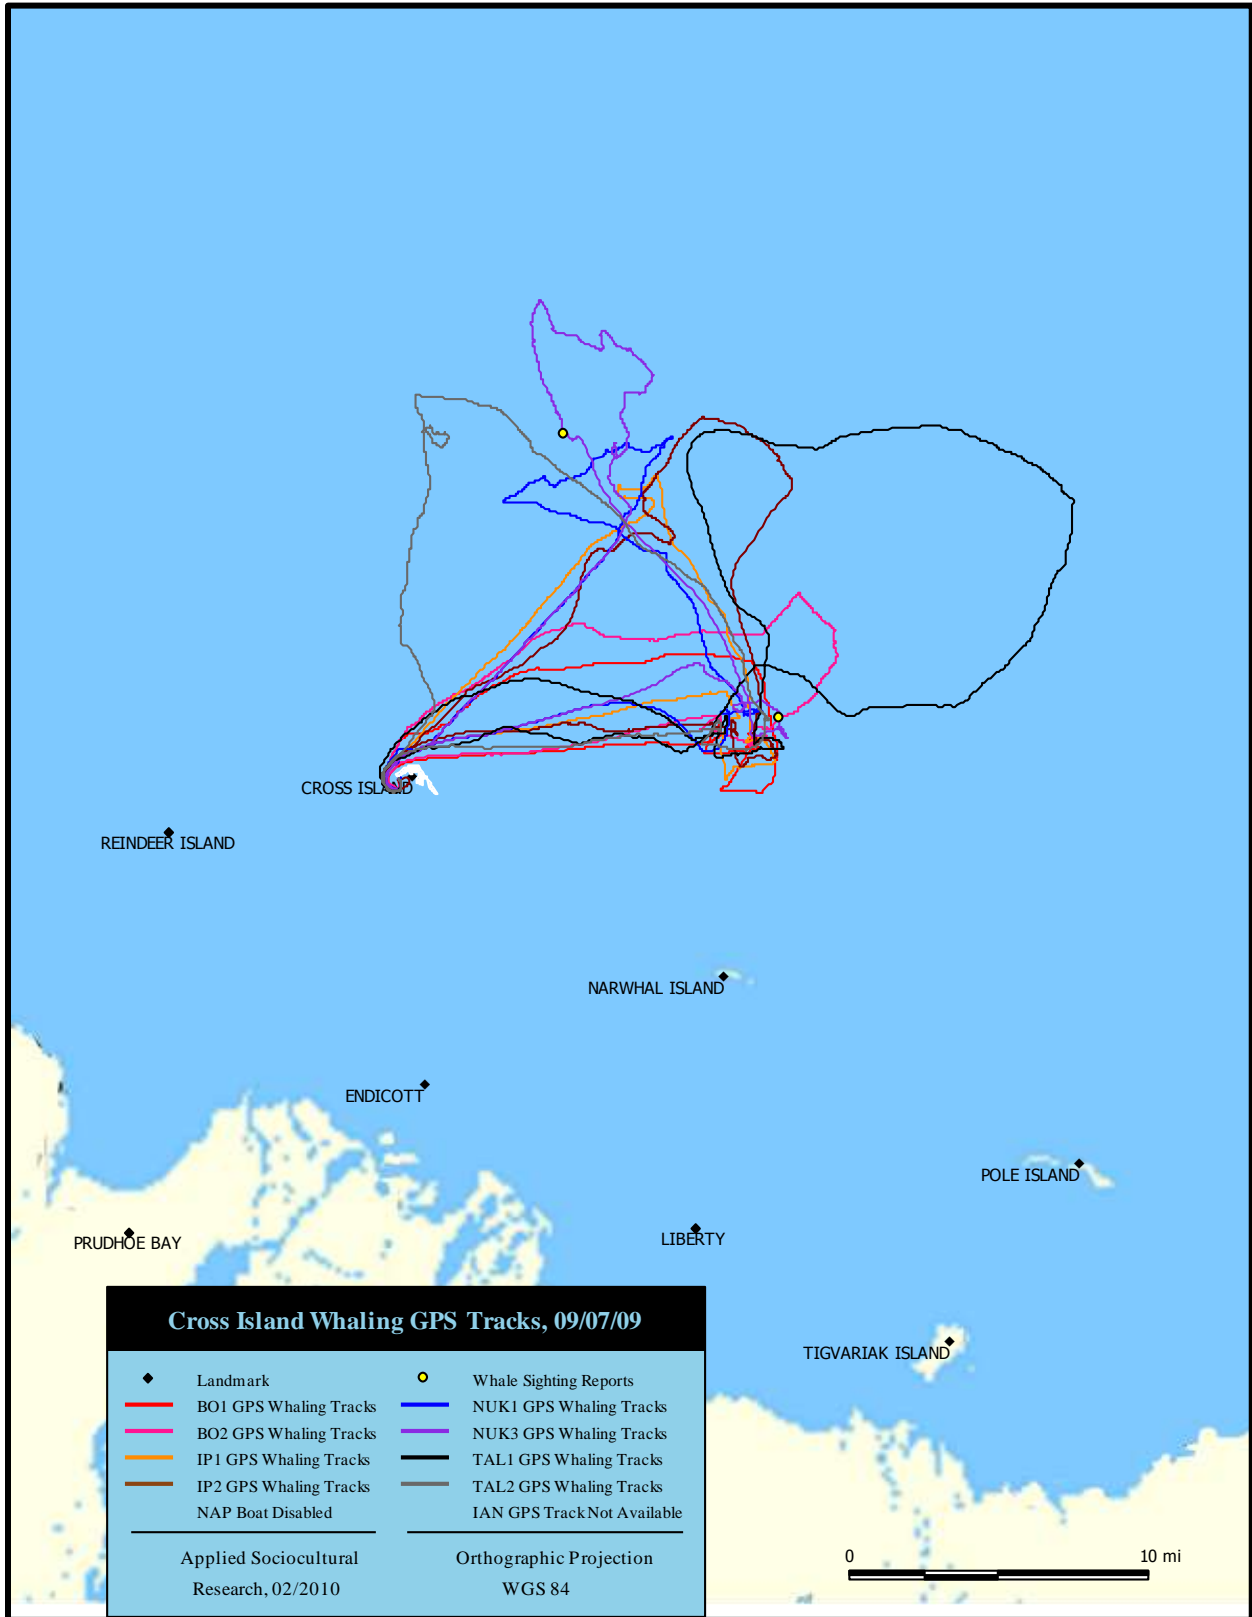 CROSS ISLAND
REINDEER ISLAND
NARWHAL ISLAND
ENDICOTT
POLE ISLAND
PRUDHOE BAY
LIBERTY
TIGVARIAK ISLAND
Cross Island Whaling GPS Tracks, 09/07/09
Landmark
Whale Sighting Reports
BO1 GPS Whaling Tracks
NUK1 GPS Whaling Tracks
BO2 GPS Whaling Tracks
NUK3 GPS Whaling Tracks
IP1 GPS Whaling Tracks
TAL1 GPS Whaling Tracks
IP2 GPS Whaling Tracks
TAL2 GPS Whaling Tracks
NAP Boat Disabled
IAN GPS Track Not Available
Applied Sociocultural
Research, 02/2010
Orthographic Projection
WGS 84
0 10 mi